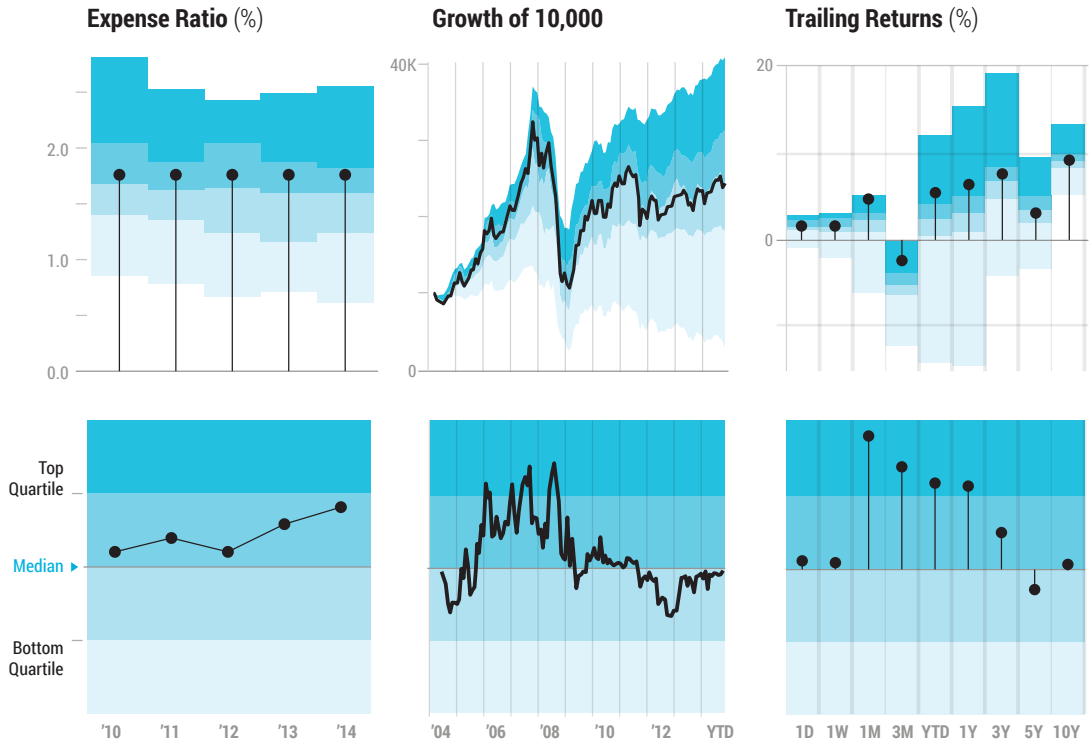 Expense Ratio (%)
2.0
1.0
0.0
Growth of 10,000
40K
0
Trailing Returns (%)
20
0
Top
Quartile
Median
Bottom
Quartile
'10 '11 '12 '13 '14
'04 '06 '08 '10 '12 YTD
1D 1W 1M 3M YTD 1Y 3Y 5Y 10Y